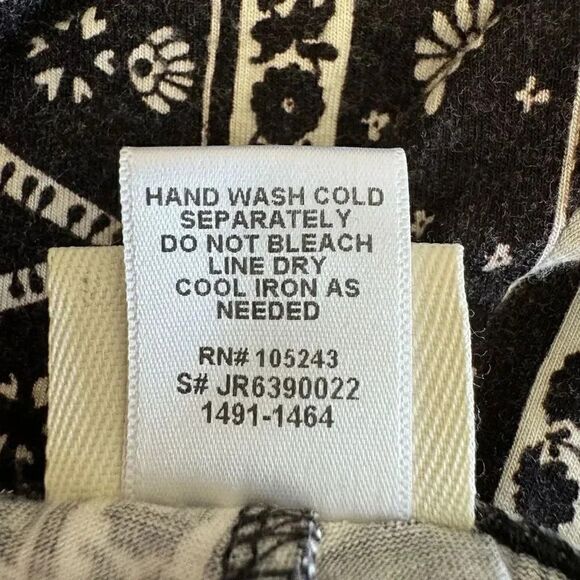 HAND WASH COLD
SEPARATELY
DO NOT BLEACH
LINE DRY
COOL IRON AS
NEEDED
RN# 105243
S# JR6390022
1491-1464